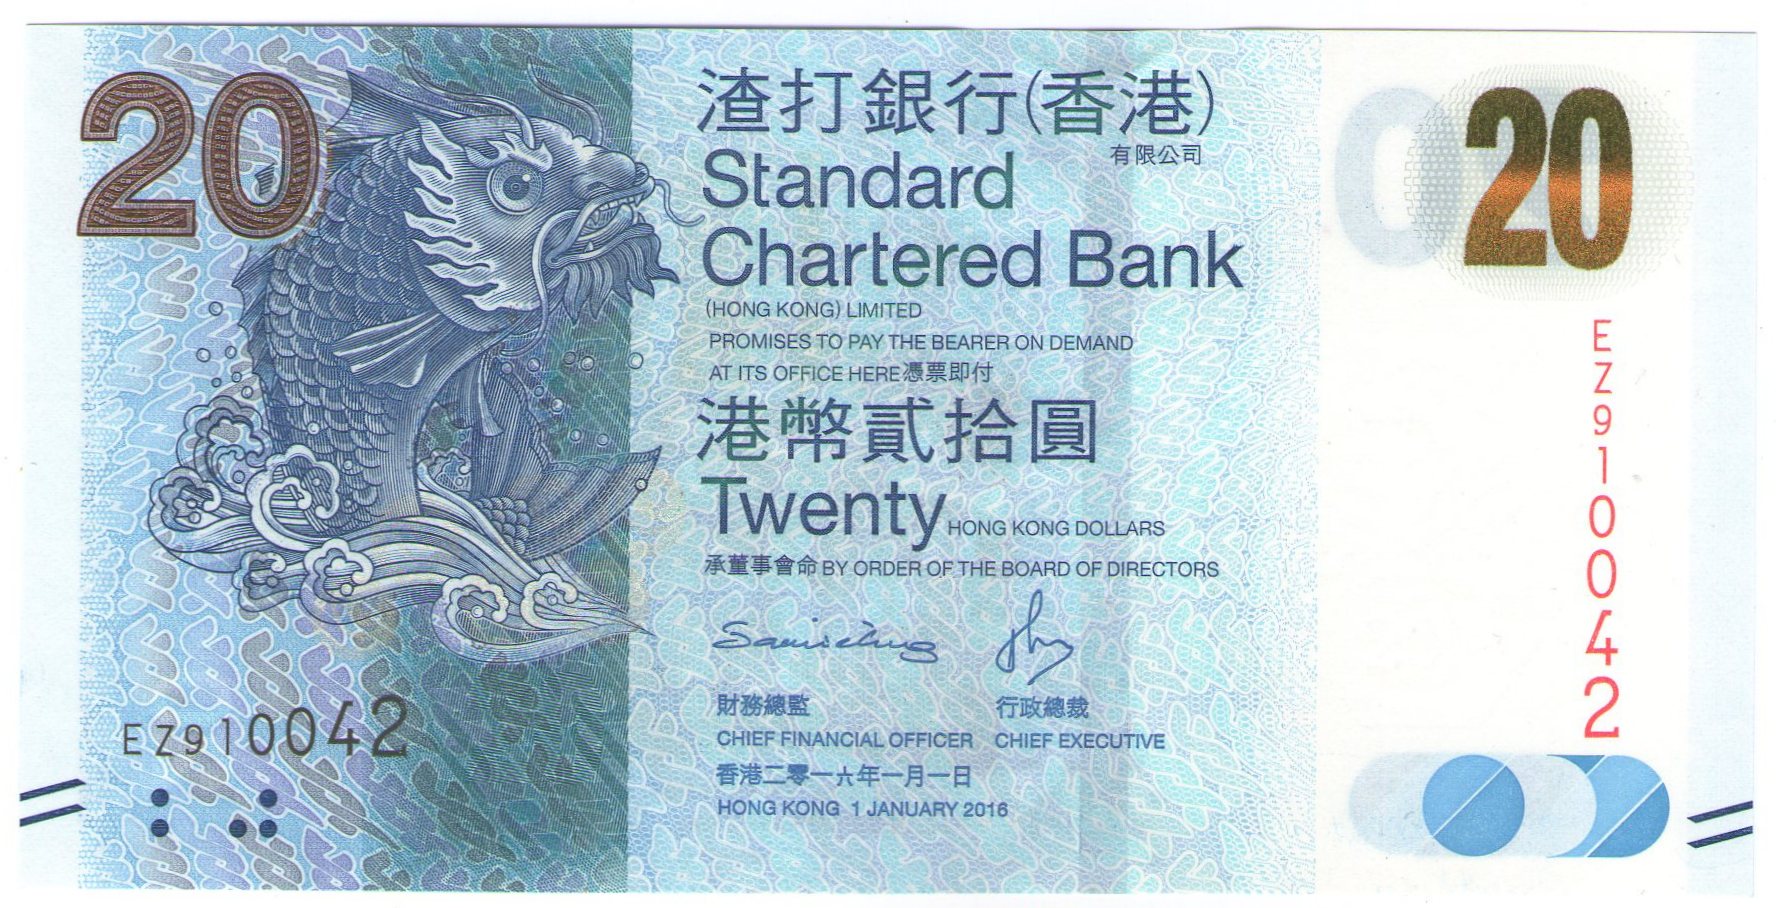 20
渣打銀行(香港)
有限公司
Standard
Chartered Bank
(HONG KONG) LIMITED
PROMISES TO PAY THE BEARER ON DEMAND
AT ITS OFFICE HERE憑票即付
港幣貳拾圓
Twenty HONG KONG DOLLARS
承董事會命 BY ORDER OF THE BOARD OF DIRECTORS
財務總監 行政總裁
CHIEF FINANCIAL OFFICER CHIEF EXECUTIVE
香港二零一六年一月一日
HONG KONG 1 JANUARY 2016
EZ910042
20
EZ910042